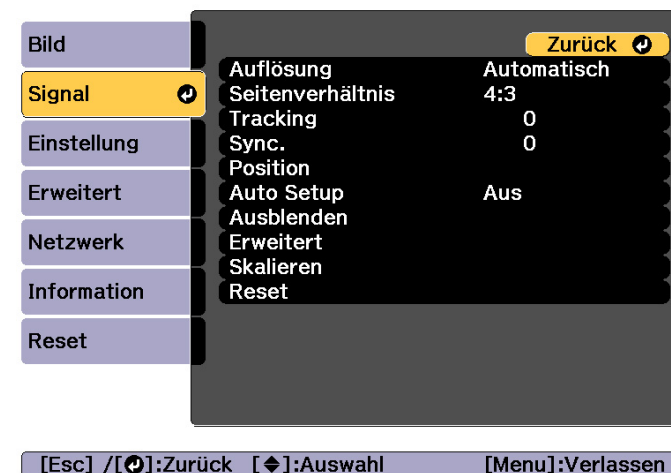 Bild
Signal
Einstellung
Erweitert
Netzwerk
Information
Reset
Zurück
Auflösung Automatisch
Seitenverhältnis 4:3
Tracking 0
Sync. 0
Position
Auto Setup Aus
Ausblenden
Erweitert
Skalieren
Reset
[Esc] /[⏎]:Zurück [◆]:Auswahl [Menu]:Verlassen